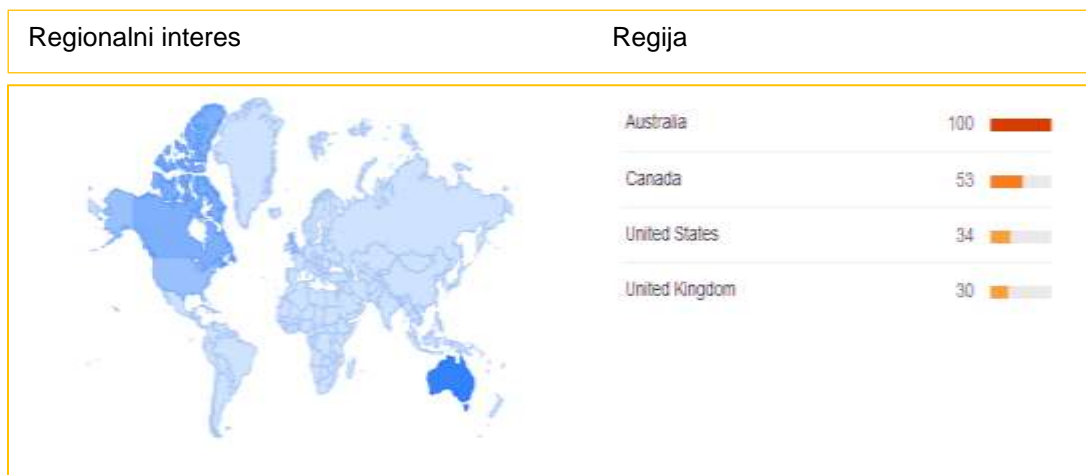 Regionalni interes Regija
Australia 100
Canada 53
United States 34
United Kingdom 30